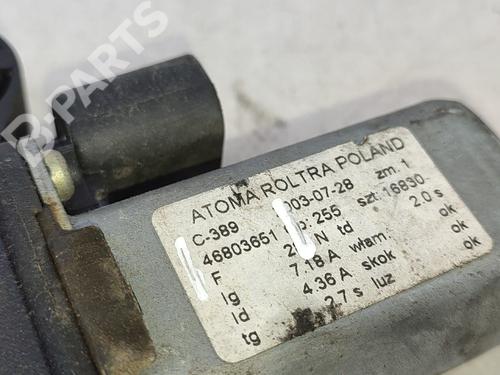 B-PARTS
ATOMA ROLTRA POLAND
C-389 003-07-28 zm. 1
46803651 255 szt: 16830
F N td 2.0 s
Ig 7.18 A włam. ok
Id 4.36 A skok ok
tg 2.7 s luz ok